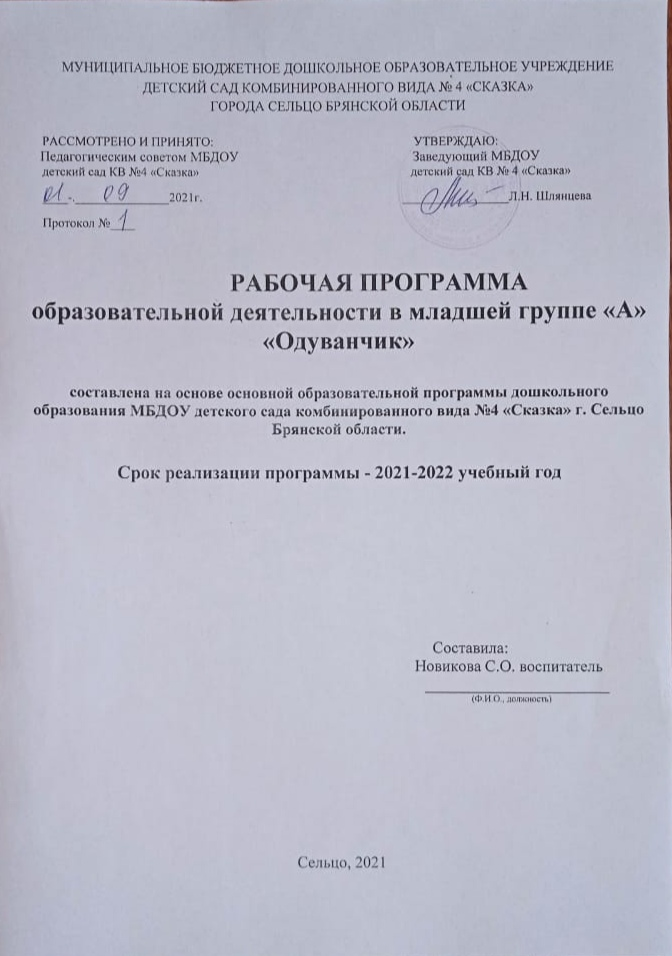 МУНИЦИПАЛЬНОЕ БЮДЖЕТНОЕ ДОШКОЛЬНОЕ ОБРАЗОВАТЕЛЬНОЕ УЧРЕЖДЕНИЕ
ДЕТСКИЙ САД КОМБИНИРОВАННОГО ВИДА № 4 «СКАЗКА»
ГОРОДА СЕЛЬЦО БРЯНСКОЙ ОБЛАСТИ
РАССМОТРЕНО И ПРИНЯТО:
Педагогическим советом МБДОУ
детский сад КВ №4 «Сказка»
01. 09 2021г.
Протокол № 1
УТВЕРЖДАЮ:
Заведующий МБДОУ
детский сад КВ № 4 «Сказка»
Л.Н. Шлянцева
РАБОЧАЯ ПРОГРАММА
образовательной деятельности в младшей группе «А»
«Одуванчик»
составлена на основе основной образовательной программы дошкольного
образования МБДОУ детского сада комбинированного вида №4 «Сказка» г. Сельцо
Брянской области.
Срок реализации программы - 2021-2022 учебный год
Составила:
Новикова С.О. воспитатель
(Ф.И.О., должность)
Сельцо, 2021